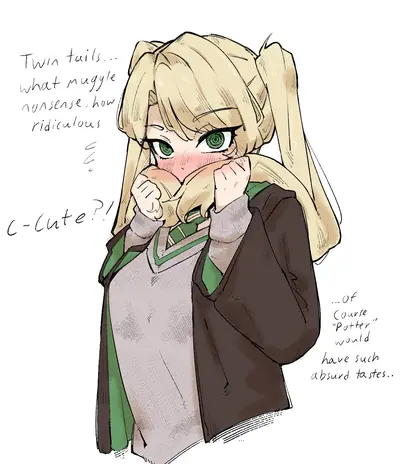 Twin tails...
what muggle
nonsense. how
ridiculous
C-Cute?!
...of
Course
"Potter"
would
have such
absurd tastes..